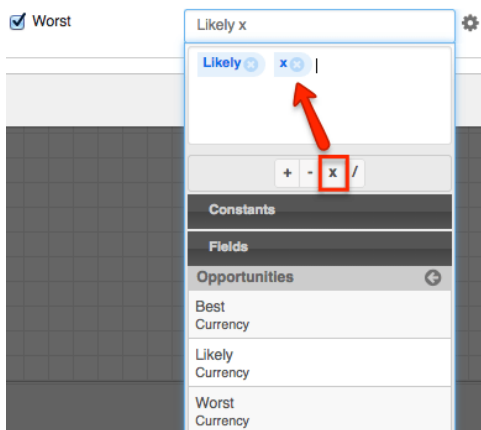 Worst
Likely x
Likely x
+ - x /
Constants
Fields
Opportunities
Best
Currency
Likely
Currency
Worst
Currency